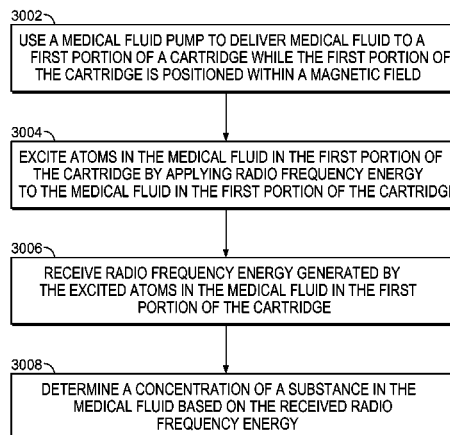 3002
USE A MEDICAL FLUID PUMP TO DELIVER MEDICAL FLUID TO A
FIRST PORTION OF A CARTRIDGE WHILE THE FIRST PORTION OF
THE CARTRIDGE IS POSITIONED WITHIN A MAGNETIC FIELD
3004
EXCITE ATOMS IN THE MEDICAL FLUID IN THE FIRST PORTION OF
THE CARTRIDGE BY APPLYING RADIO FREQUENCY ENERGY
TO THE MEDICAL FLUID IN THE FIRST PORTION OF THE CARTRIDGE
3006
RECEIVE RADIO FREQUENCY ENERGY GENERATED BY
THE EXCITED ATOMS IN THE MEDICAL FLUID IN THE FIRST
PORTION OF THE CARTRIDGE
3008
DETERMINE A CONCENTRATION OF A SUBSTANCE IN THE
MEDICAL FLUID BASED ON THE RECEIVED RADIO
FREQUENCY ENERGY